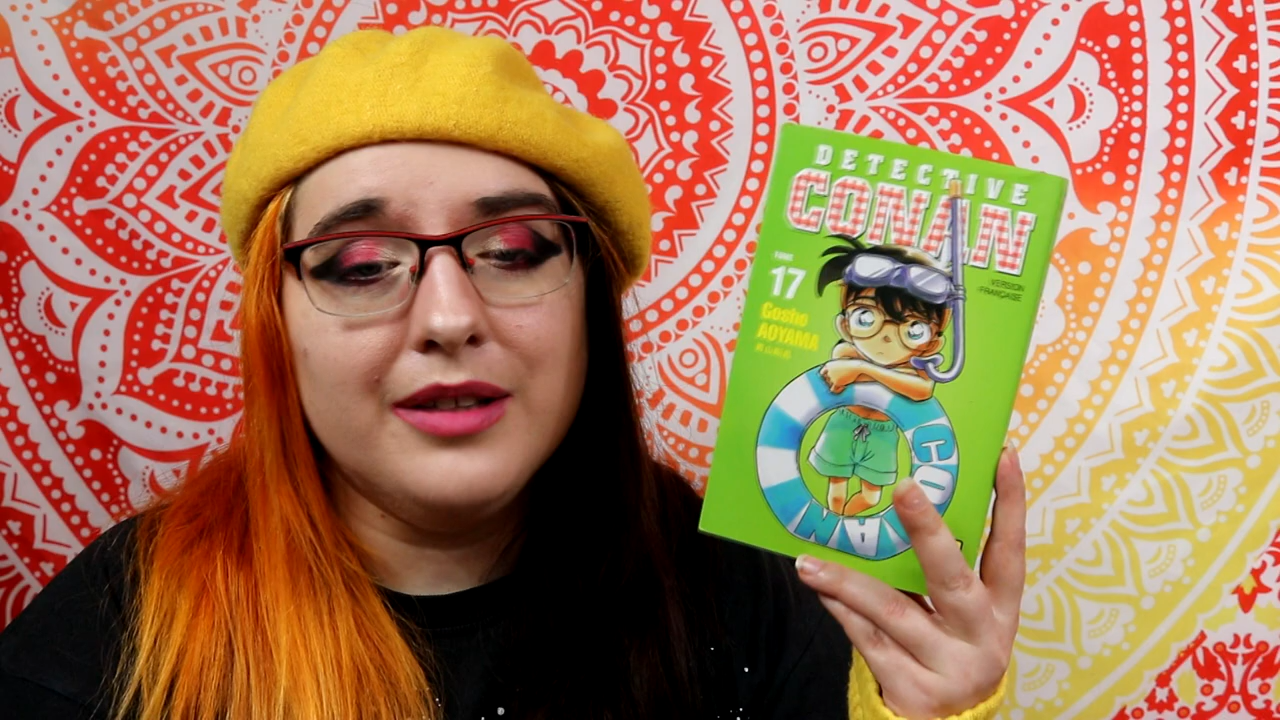 DETECTIVE
CONAN
TOME
17
VERSION
FRANÇAISE
Gosho
AOYAMA
CONAN